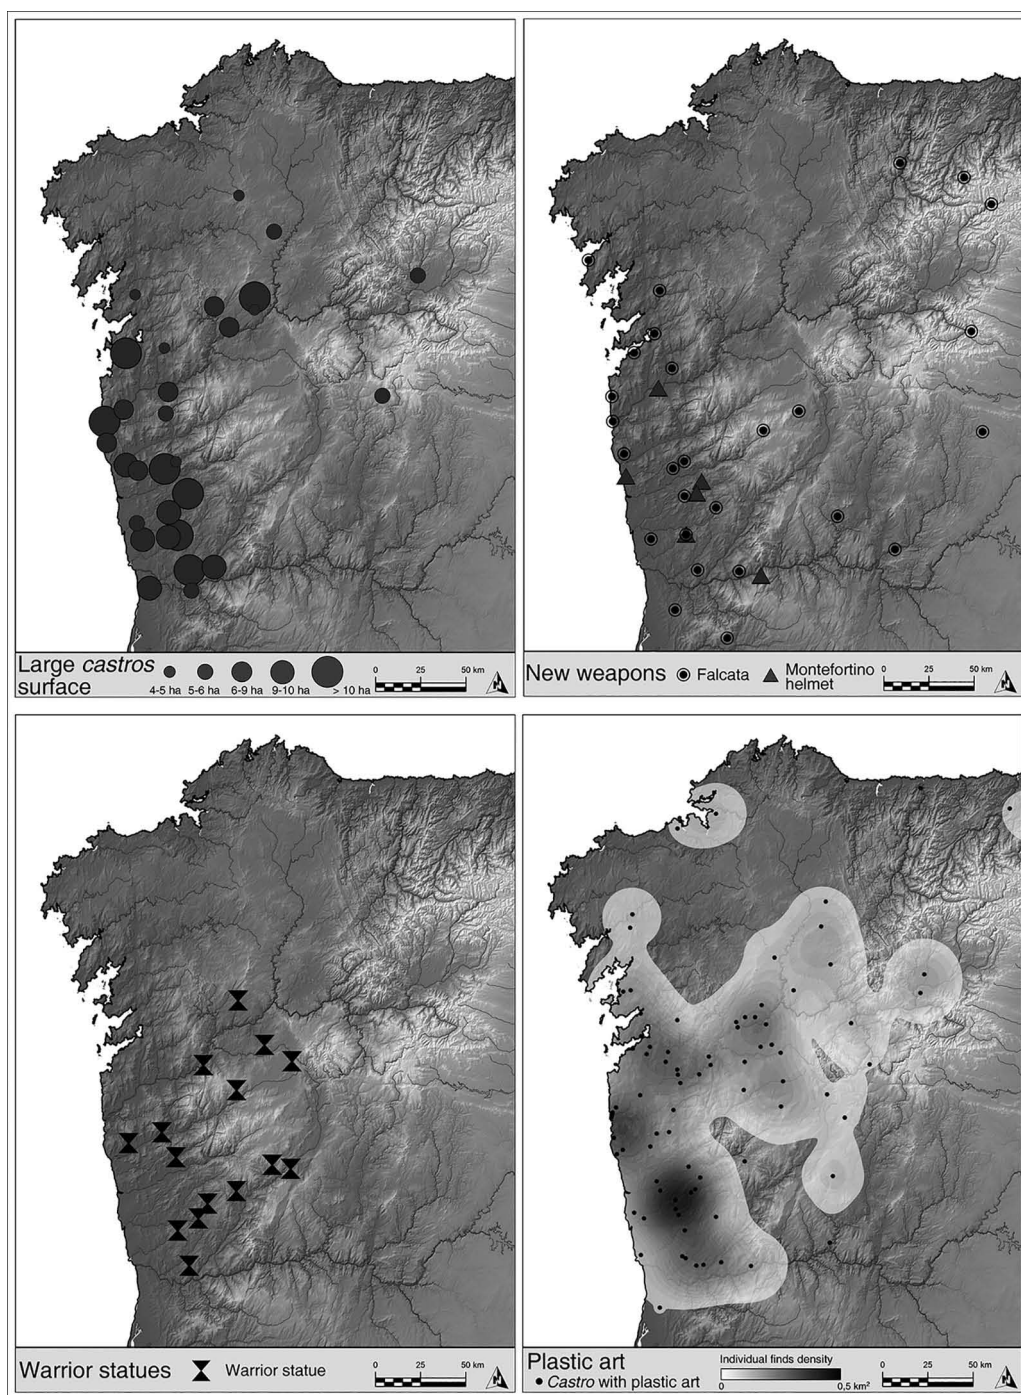 Large castros
surface
4-5 ha 5-6 ha 6-9 ha 9-10 ha > 10 ha
0 25 50 km
N
New weapons Falcata Montefortino
helmet
0 25 50 km
N
Warrior statues Warrior statue
0 25 50 km
N
Plastic art
Castro with plastic art
Individual finds density
0 0,5 km²
0 25 50 km
N